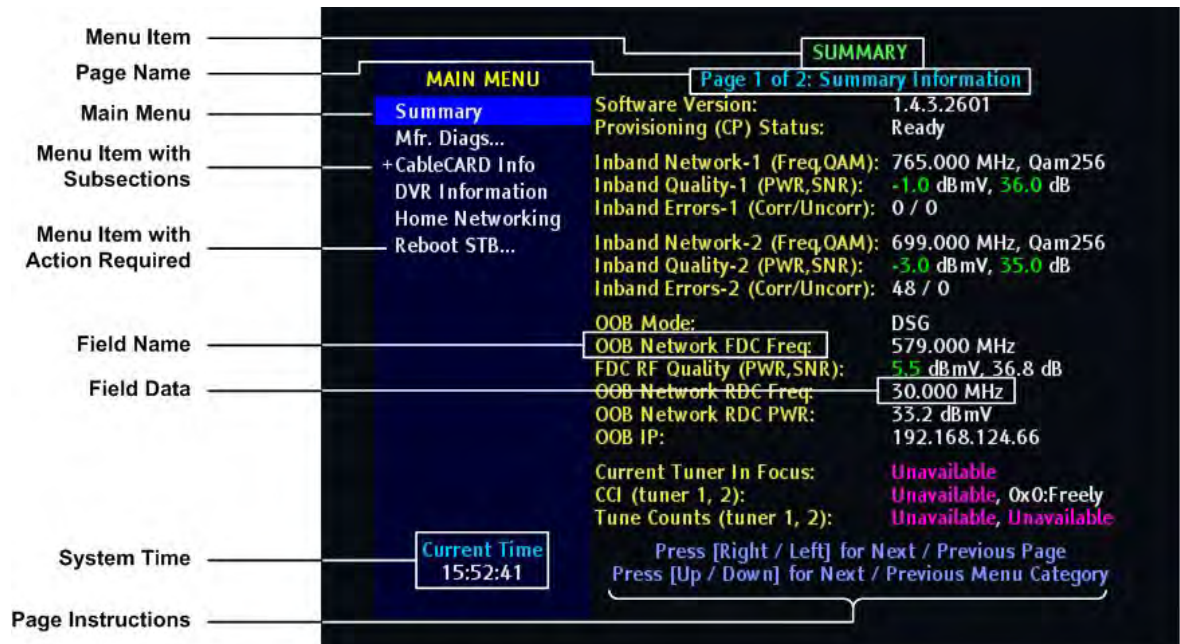 Menu Item
Page Name
Main Menu
Menu Item with
Subsections
Menu Item with
Action Required
Field Name
Field Data
System Time
Page Instructions
MAIN MENU
Summary
Mfr. Diags...
+CableCARD Info
DVR Information
Home Networking
Reboot STB...
Current Time
15:52:41
SUMMARY
Page 1 of 2: Summary Information
Software Version: 1.4.3.2601
Provisioning (CP) Status: Ready
Inband Network-1 (Freq,QAM): 765.000 MHz, Qam256
Inband Quality-1 (PWR,SNR): -1.0 dBmV, 36.0 dB
Inband Errors-1 (Corr/Uncorr): 0 / 0
Inband Network-2 (Freq,QAM): 699.000 MHz, Qam256
Inband Quality-2 (PWR,SNR): -3.0 dBmV, 35.0 dB
Inband Errors-2 (Corr/Uncorr): 48 / 0
OOB Mode: DSG
OOB Network FDC Freq: 579.000 MHz
FDC RF Quality (PWR,SNR): 5.5 dBmV, 36.8 dB
OOB Network RDC Freq: 30.000 MHz
OOB Network RDC PWR: 33.2 dBmV
OOB IP: 192.168.124.66
Current Tuner In Focus: Unavailable
CCI (tuner 1, 2): Unavailable, 0x0:Freely
Tune Counts (tuner 1, 2): Unavailable, Unavailable
Press [Right / Left] for Next / Previous Page
Press [Up / Down] for Next / Previous Menu Category